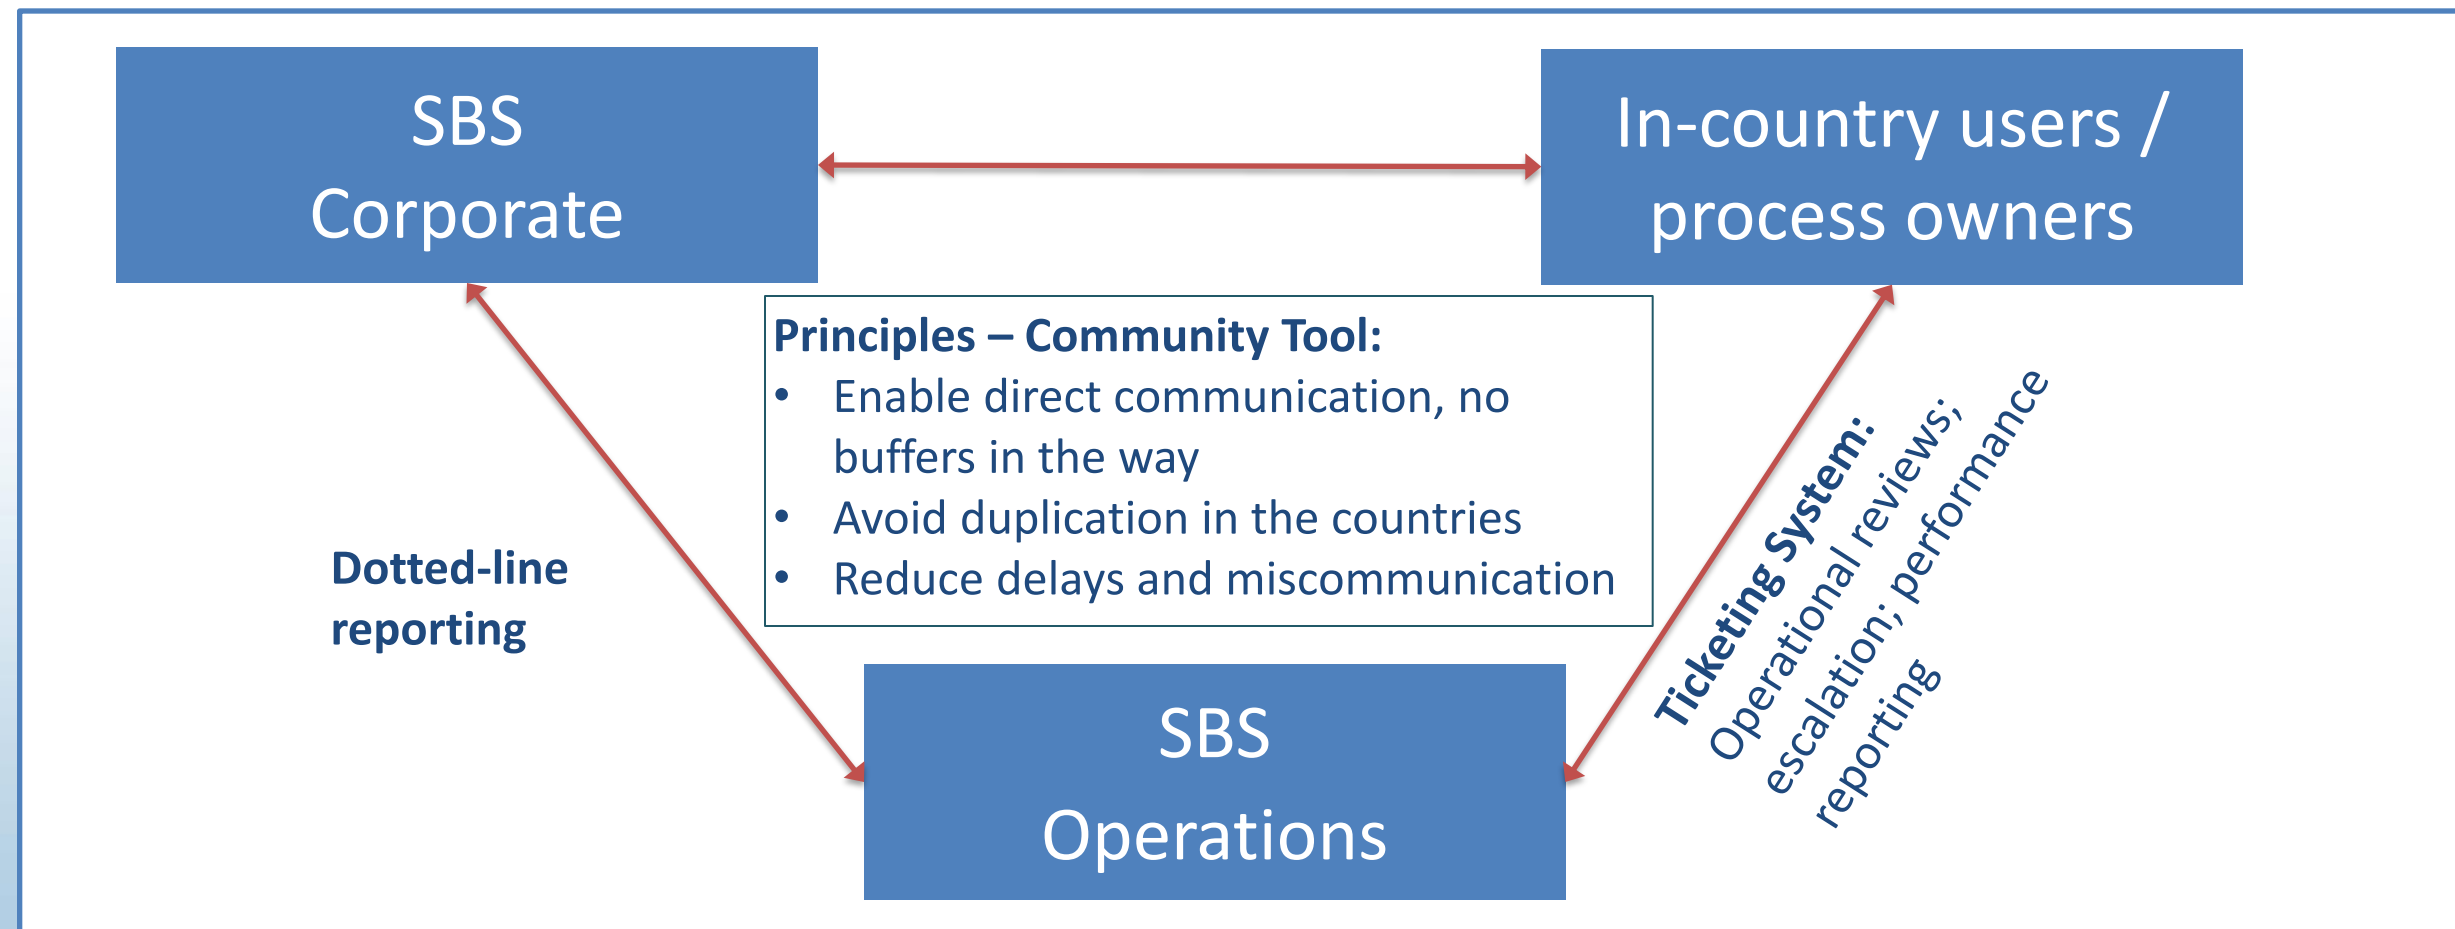 SBS
Corporate
In-country users /
process owners
Principles – Community Tool:
• Enable direct communication, no
buffers in the way
• Avoid duplication in the countries
• Reduce delays and miscommunication
Dotted-line
reporting
Ticketing System:
Operational reviews;
escalation; performance
reporting
SBS
Operations